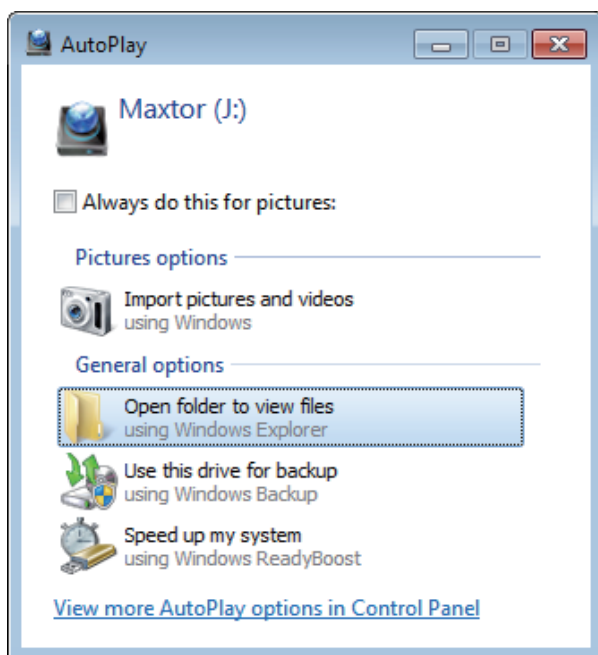 AutoPlay
Maxtor (J:)
Always do this for pictures:
Pictures options
Import pictures and videos
using Windows
General options
Open folder to view files
using Windows Explorer
Use this drive for backup
using Windows Backup
Speed up my system
using Windows ReadyBoost
View more AutoPlay options in Control Panel